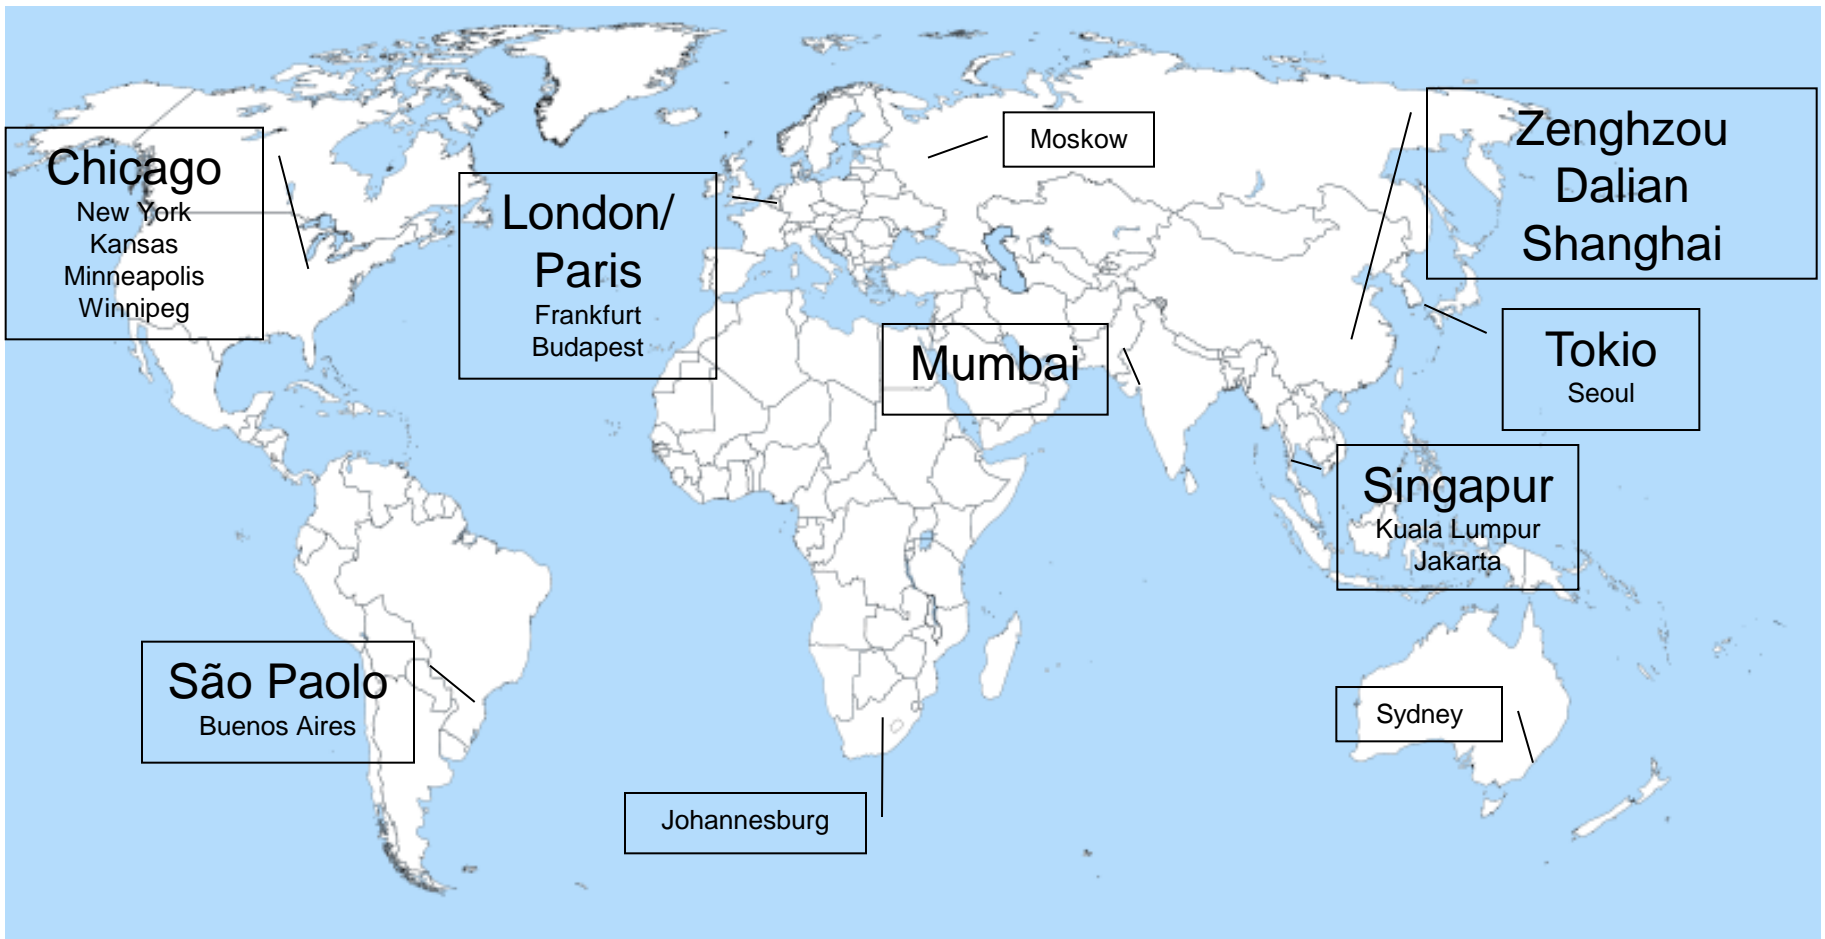 Chicago
New York
Kansas
Minneapolis
Winnipeg
London/
Paris
Frankfurt
Budapest
Moskow
Zenghzou
Dalian
Shanghai
Mumbai
Tokio
Seoul
Singapur
Kuala Lumpur
Jakarta
São Paolo
Buenos Aires
Johannesburg
Sydney